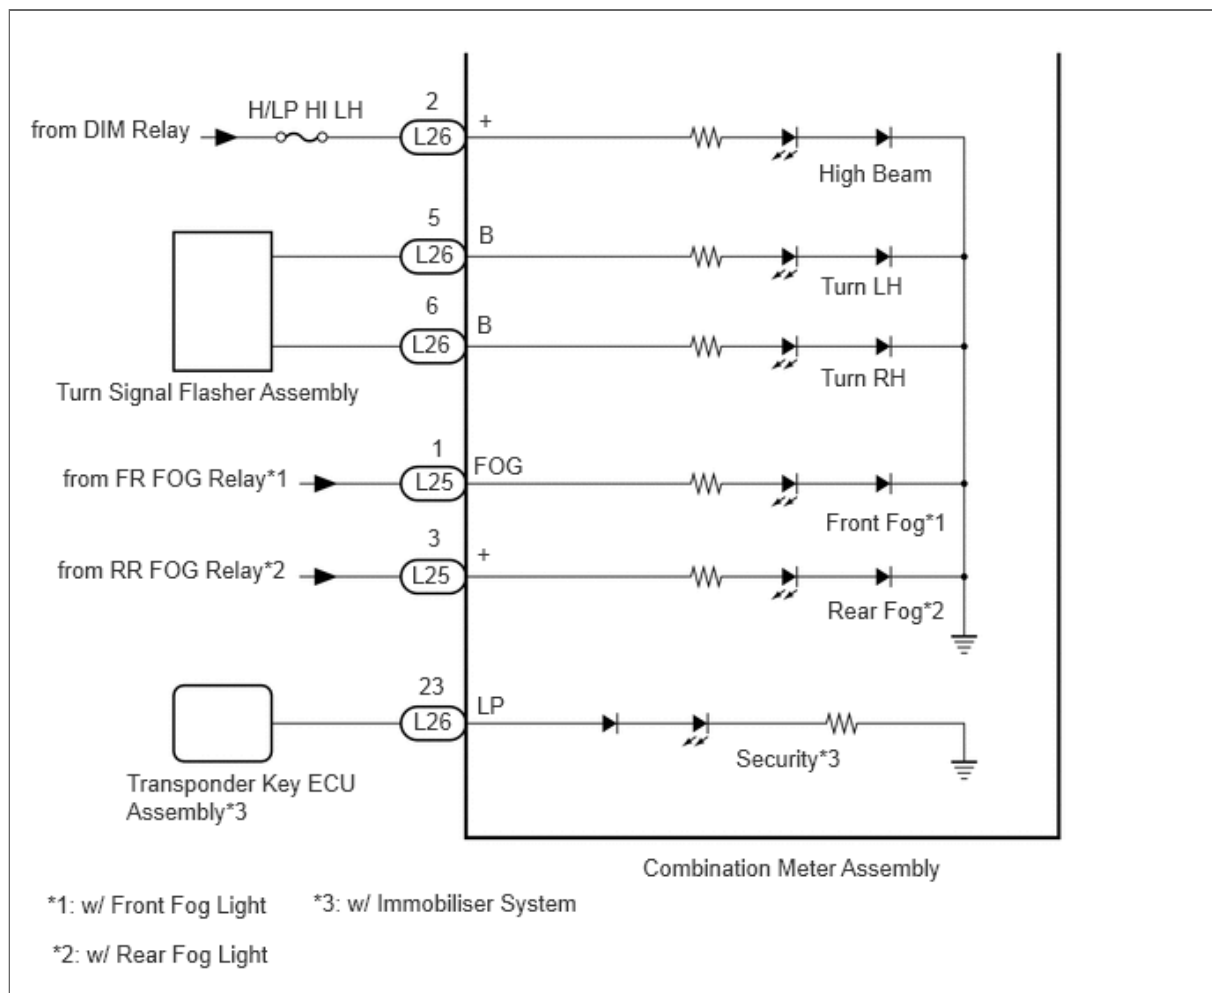 H/LP HI LH
2
+
from DIM Relay
L26
High Beam
5
B
L26
Turn LH
6
B
L26
Turn RH
Turn Signal Flasher Assembly
1
FOG
from FR FOG Relay*1
L25
Front Fog*1
3
+
from RR FOG Relay*2
L25
Rear Fog*2
23
LP
L26
Security*3
Transponder Key ECU
Assembly*3
Combination Meter Assembly
*1: w/ Front Fog Light
*3: w/ Immobiliser System
*2: w/ Rear Fog Light